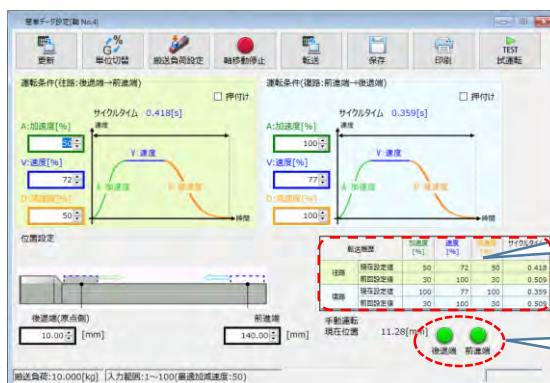 簡単データ設定[軸 No.4]
更新
単位切替
搬送負荷設定
軸移動停止
転送
保存
印刷
TEST
試運転
運転条件(往路:後退端→前進端)
押付け
サイクルタイム 0.418[s]
A:加速度[%]
50
V:速度[%]
72
D:減速度[%]
50
速度
V 速度
A 加速度
D 減速度
時間
運転条件(復路:前進端→後退端)
押付け
サイクルタイム 0.359[s]
A:加速度[%]
100
V:速度[%]
77
D:減速度[%]
100
速度
V 速度
A 加速度
D 減速度
時間
位置設定
後退端(原点側)
10.00 [mm]
前進端
140.00 [mm]
転送履歴 加速度[%] 速度[%] 減速度[%] サイクルタイム
往路 現在設定値 50 72 50 0.418
前回設定値 30 100 30 0.509
復路 現在設定値 100 77 100 0.359
前回設定値 30 100 30 0.509
手動運転
現在位置 11.28[mm]
後退端 前進端
搬送負荷:10.000[kg] 入力範囲:1~100(最適加減速度:50)